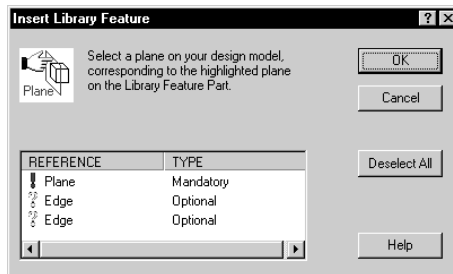 Insert Library Feature
Plane
Select a plane on your design model,
corresponding to the highlighted plane
on the Library Feature Part.
OK
Cancel
REFERENCE TYPE
Plane Mandatory
Edge Optional
Edge Optional
Deselect All
Help